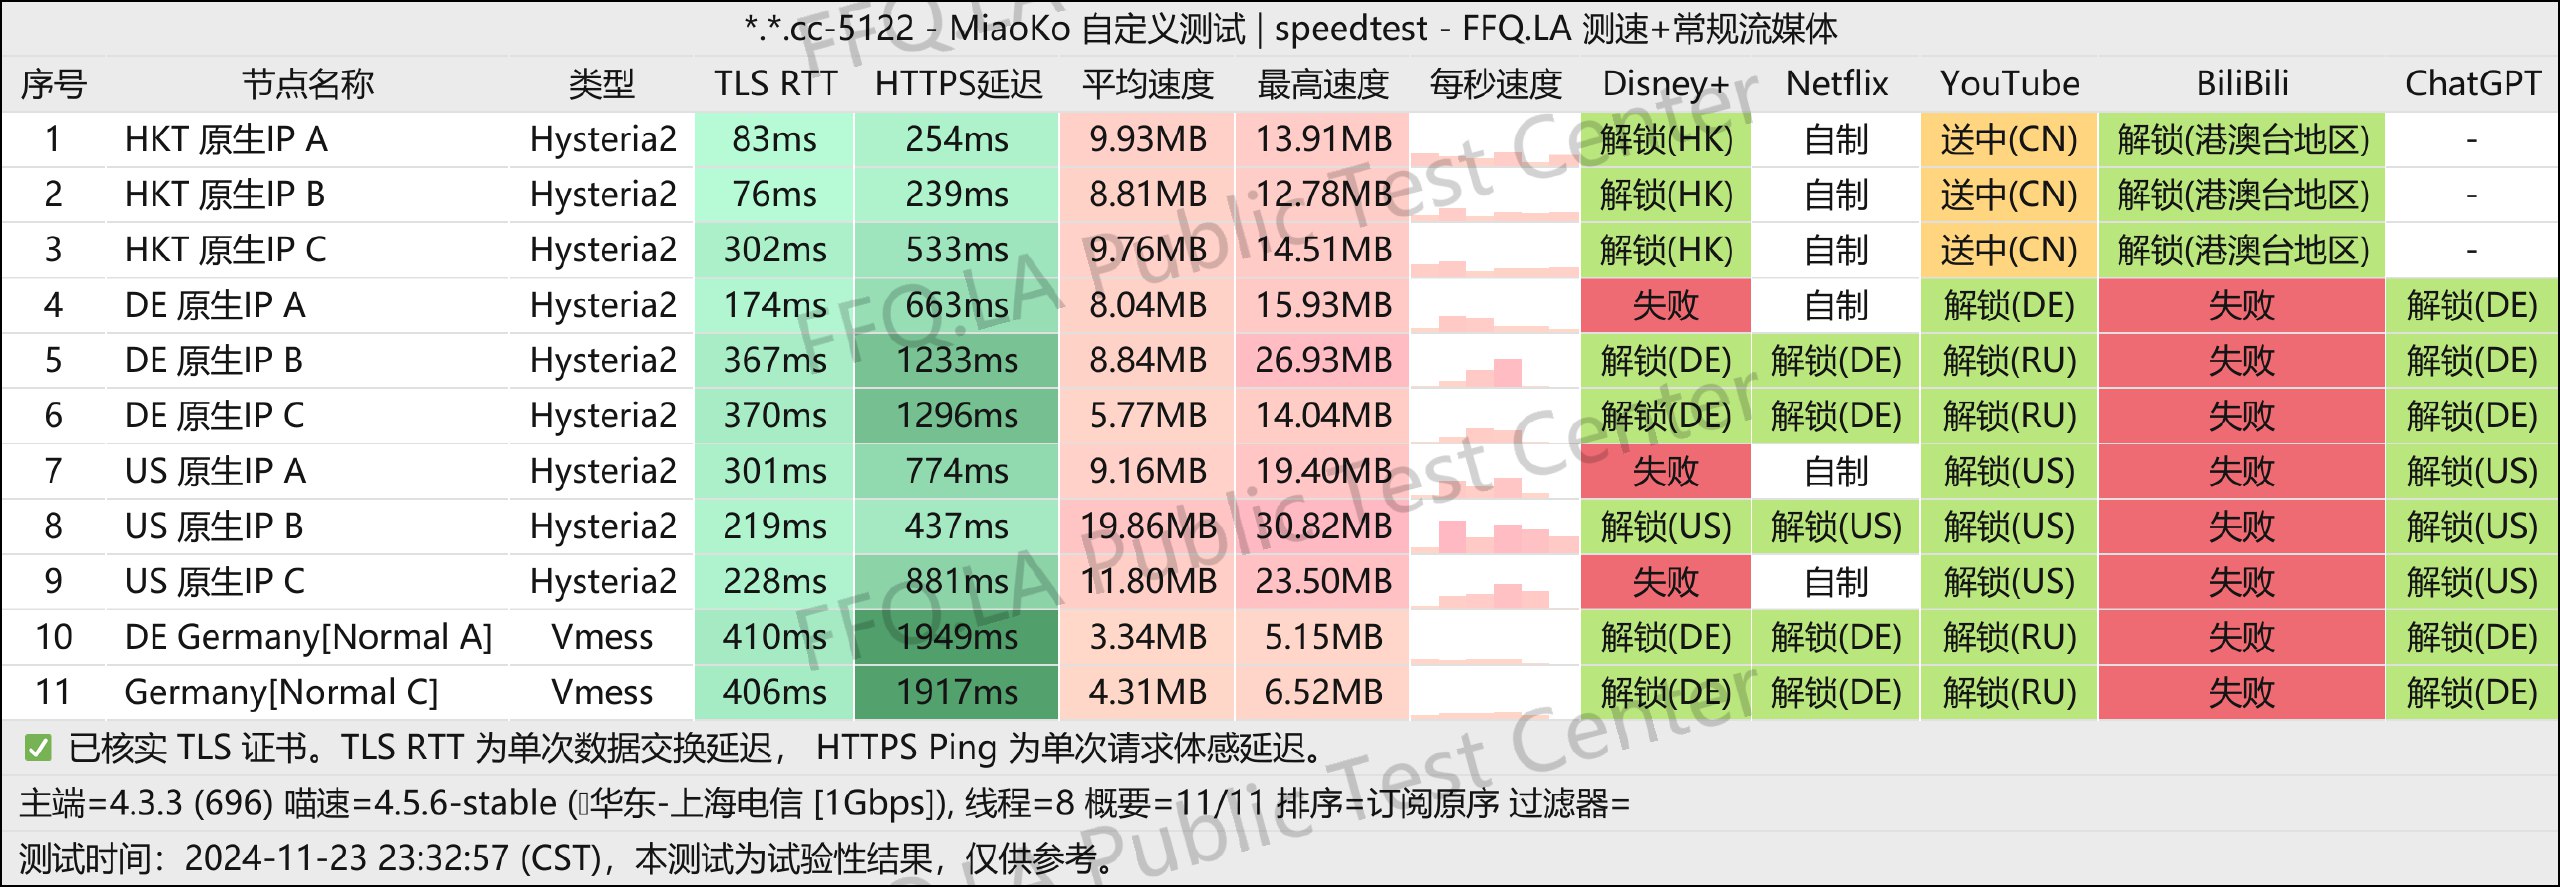 *.*.cc-5122 - MiaoKo 自定义测试 | speedtest - FFQ.LA 测速+常规流媒体
序号 节点名称 类型 TLS RTT HTTPS延迟 平均速度 最高速度 每秒速度 Disney+ Netflix YouTube BiliBili ChatGPT
1 HKT 原生IP A Hysteria2 83ms 254ms 9.93MB 13.91MB 解锁(HK) 自制 送中(CN) 解锁(港澳台地区) -
2 HKT 原生IP B Hysteria2 76ms 239ms 8.81MB 12.78MB 解锁(HK) 自制 送中(CN) 解锁(港澳台地区) -
3 HKT 原生IP C Hysteria2 302ms 533ms 9.76MB 14.51MB 解锁(HK) 自制 送中(CN) 解锁(港澳台地区) -
4 DE 原生IP A Hysteria2 174ms 663ms 8.04MB 15.93MB 失败 自制 解锁(DE) 失败 解锁(DE)
5 DE 原生IP B Hysteria2 367ms 1233ms 8.84MB 26.93MB 解锁(DE) 解锁(DE) 解锁(RU) 失败 解锁(DE)
6 DE 原生IP C Hysteria2 370ms 1296ms 5.77MB 14.04MB 解锁(DE) 解锁(DE) 解锁(RU) 失败 解锁(DE)
7 US 原生IP A Hysteria2 301ms 774ms 9.16MB 19.40MB 失败 自制 解锁(US) 失败 解锁(US)
8 US 原生IP B Hysteria2 219ms 437ms 19.86MB 30.82MB 解锁(US) 解锁(US) 解锁(US) 失败 解锁(US)
9 US 原生IP C Hysteria2 228ms 881ms 11.80MB 23.50MB 失败 自制 解锁(US) 失败 解锁(US)
10 DE Germany[Normal A] Vmess 410ms 1949ms 3.34MB 5.15MB 解锁(DE) 解锁(DE) 解锁(RU) 失败 解锁(DE)
11 Germany[Normal C] Vmess 406ms 1917ms 4.31MB 6.52MB 解锁(DE) 解锁(DE) 解锁(RU) 失败 解锁(DE)
✅ 已核实 TLS 证书。TLS RTT 为单次数据交换延迟， HTTPS Ping 为单次请求体感延迟。
主端=4.3.3 (696) 喵速=4.5.6-stable (华东-上海电信 [1Gbps]), 线程=8 概要=11/11 排序=订阅原序 过滤器=
测试时间：2024-11-23 23:32:57 (CST)，本测试为试验性结果，仅供参考。
FFQ.LA Public Test Center
FFQ.LA Public Test Center
FFQ.LA Public Test Center